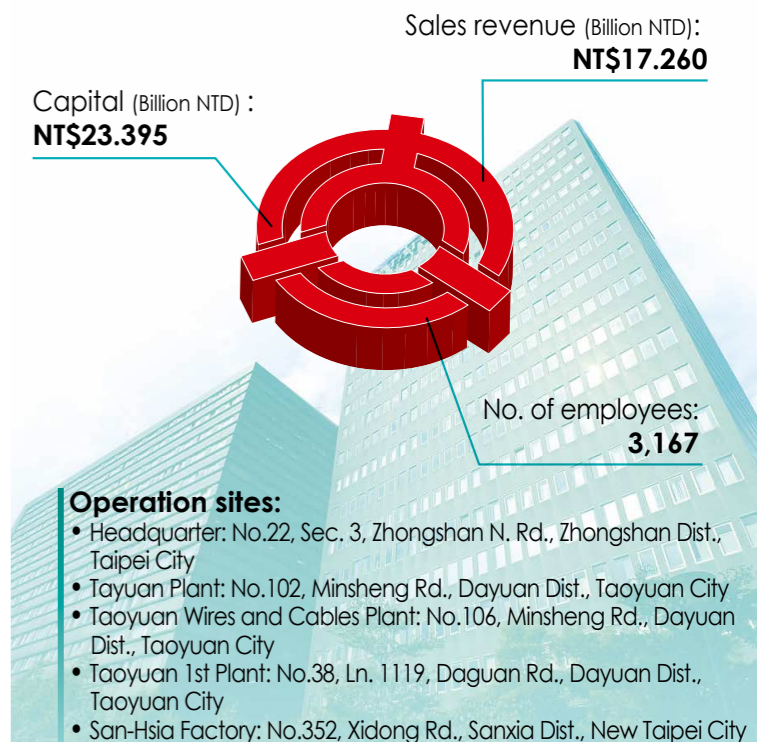 Sales revenue (Billion NTD):
NT$17.260
Capital (Billion NTD) :
NT$23.395
No. of employees:
3,167
Operation sites:
• Headquarter: No.22, Sec. 3, Zhongshan N. Rd., Zhongshan Dist.,
Taipei City
• Tayuan Plant: No.102, Minsheng Rd., Dayuan Dist., Taoyuan City
• Taoyuan Wires and Cables Plant: No.106, Minsheng Rd., Dayuan
Dist., Taoyuan City
• Taoyuan 1st Plant: No.38, Ln. 1119, Daguan Rd., Dayuan Dist.,
Taoyuan City
• San-Hsia Factory: No.352, Xidong Rd., Sanxia Dist., New Taipei City